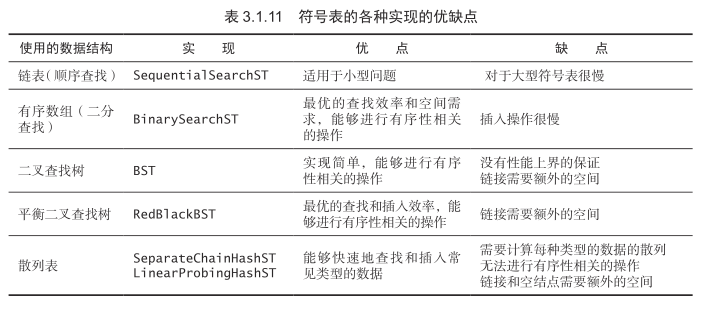 表 3.1.11 符号表的各种实现的优缺点
使用的数据结构 实 现 优 点 缺 点
链表（顺序查找） SequentialSearchST 适用于小型问题 对于大型符号表很慢
有序数组（二分查找） BinarySearchST 最优的查找效率和空间需求，能够进行有序性相关的操作 插入操作很慢
二叉查找树 BST 实现简单，能够进行有序性相关的操作 没有性能上界的保证
链接需要额外的空间
平衡二叉查找树 RedBlackBST 最优的查找和插入效率，能够进行有序性相关的操作 链接需要额外的空间
散列表 SeparateChainHashST
LinearProbingHashST 能够快速地查找和插入常见类型的数据 需要计算每种类型的数据的散列
无法进行有序性相关的操作
链接和空结点需要额外的空间